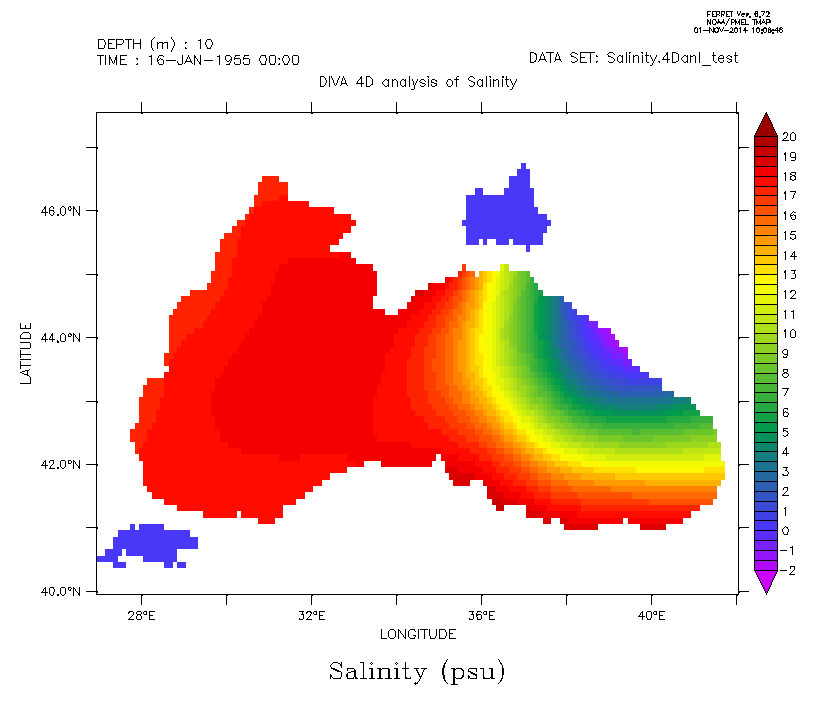 FERRET Ver. 6.72
NOAA/PMEL TMAP
01-NOV-2014 10:06:46
DEPTH (m) : 10
TIME : 16-JAN-1955 00:00
DATA SET: Salinity.4Danl_test
DIVA 4D analysis of Salinity
20
19
18
17
16
15
14
13
12
11
10
9
8
7
6
5
4
3
2
1
0
-1
-2
46.0°N
44.0°N
42.0°N
40.0°N
LATITUDE
28°E 32°E 36°E 40°E
LONGITUDE
Salinity (psu)